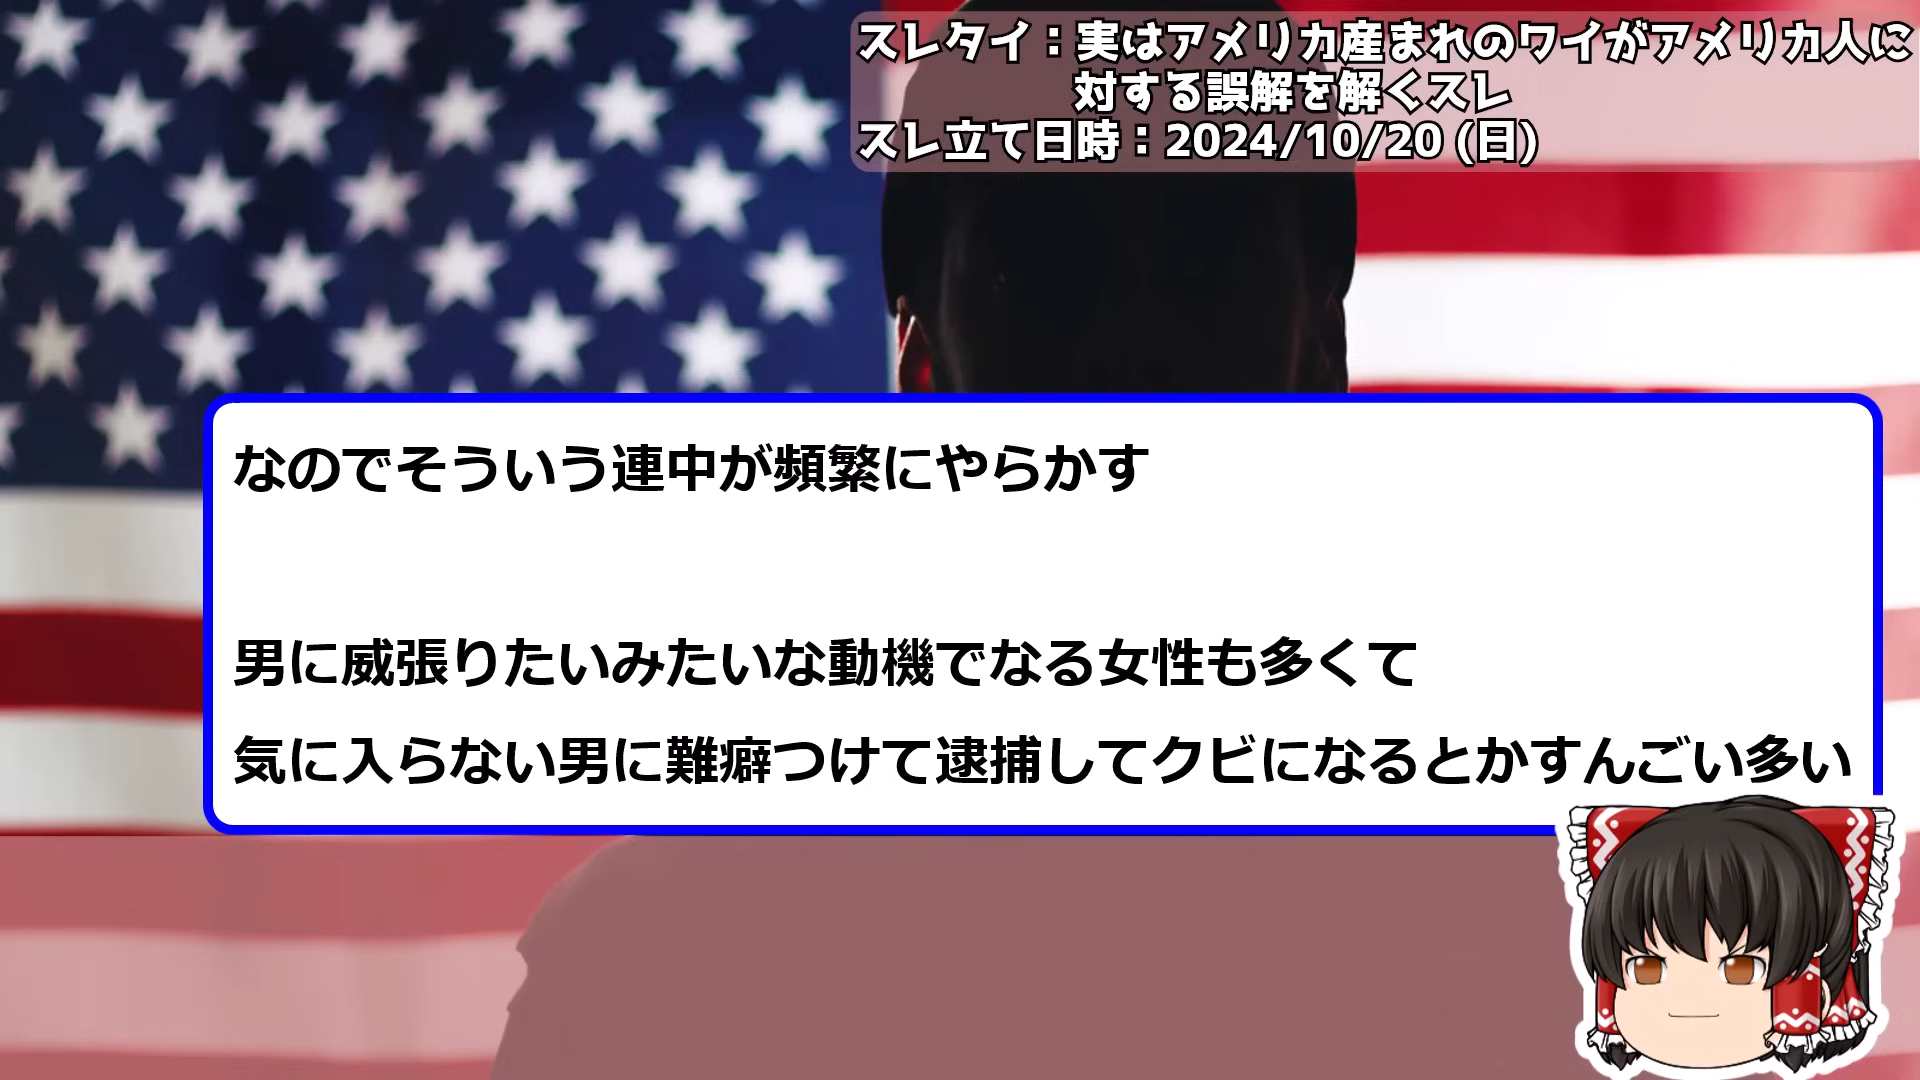 スレタイ：実はアメリカ産まれのワイがアメリカ人に
対する誤解を解くスレ
スレ立て日時：2024/10/20 (日)
なのでそういう連中が頻繁にやらかす
男に威張りたいみたいな動機でなる女性も多くて
気に入らない男に難癖つけて逮捕してクビになるとかすんごい多い